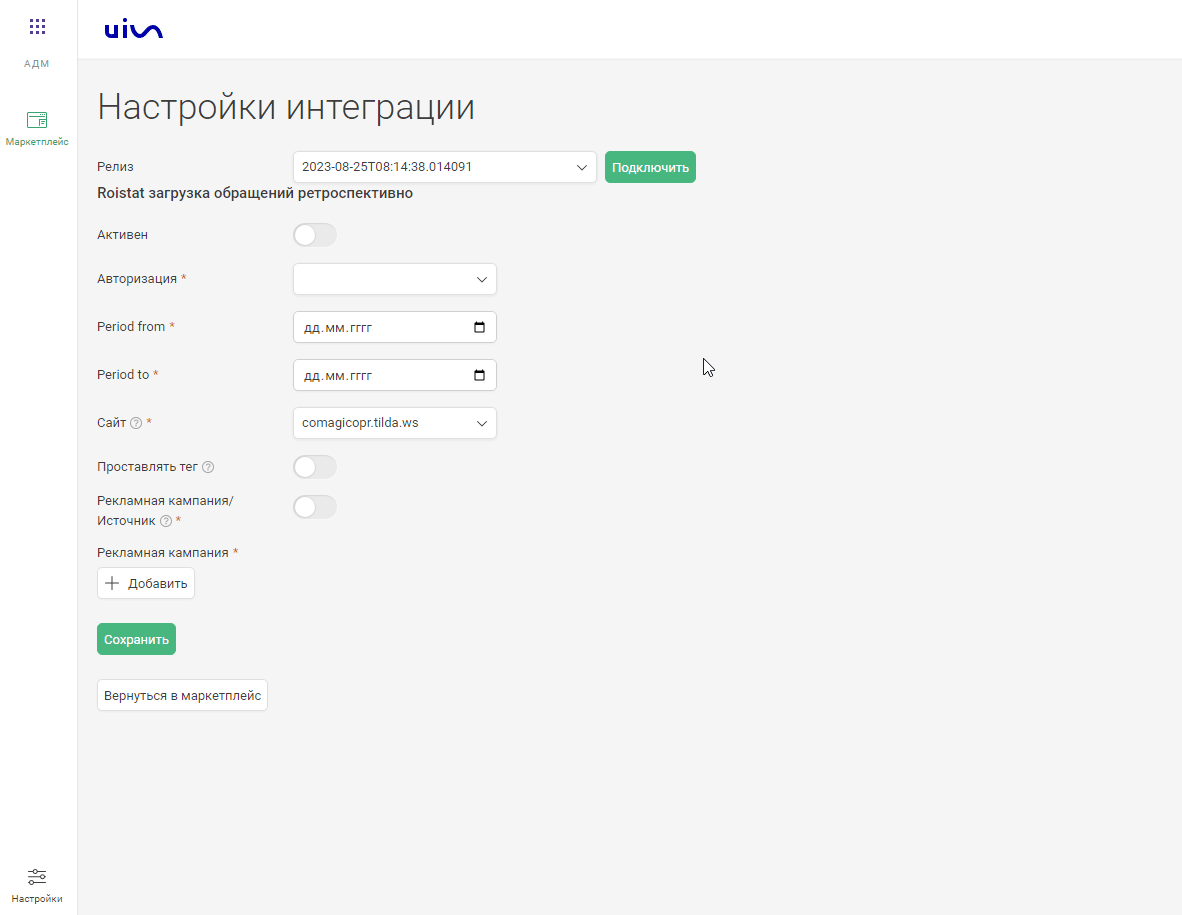 uis
АДМ
Маркетплейс
Настройки интеграции
Релиз
2023-08-25T08:14:38.014091
Подключить
Roistat загрузка обращений ретроспективно
Активен
Авторизация *
Period from *
дд.мм.гггг
Period to *
дд.мм.гггг
Сайт ? *
comagicopr.tilda.ws
Проставлять тег ?
Рекламная кампания/
Источник ? *
Рекламная кампания *
+ Добавить
Сохранить
Вернуться в маркетплейс
Настройки